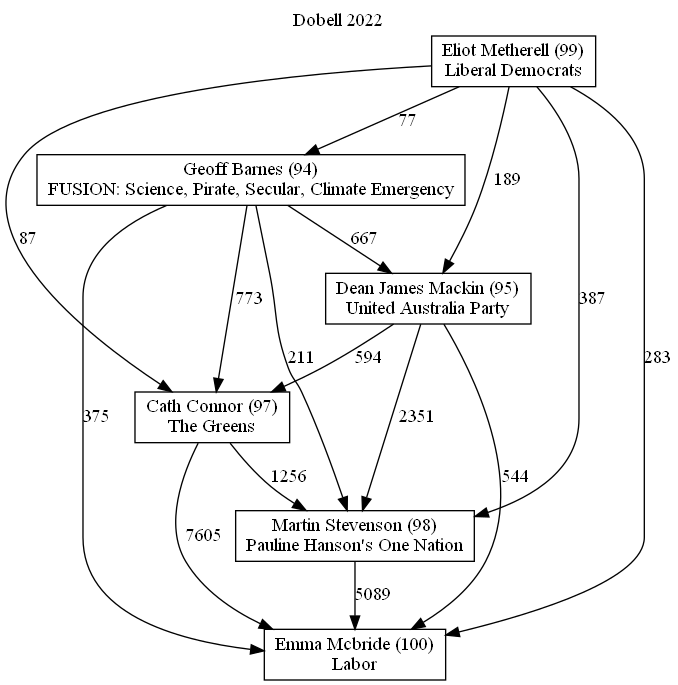 Dobell 2022
Eliot Metherell (99)
Liberal Democrats
77
Geoff Barnes (94)
FUSION: Science, Pirate, Secular, Climate Emergency
189
87
667
Dean James Mackin (95)
United Australia Party
773
387
211
594
283
Cath Connor (97)
The Greens
375
2351
1256
544
Martin Stevenson (98)
Pauline Hanson's One Nation
7605
5089
Emma Mcbride (100)
Labor